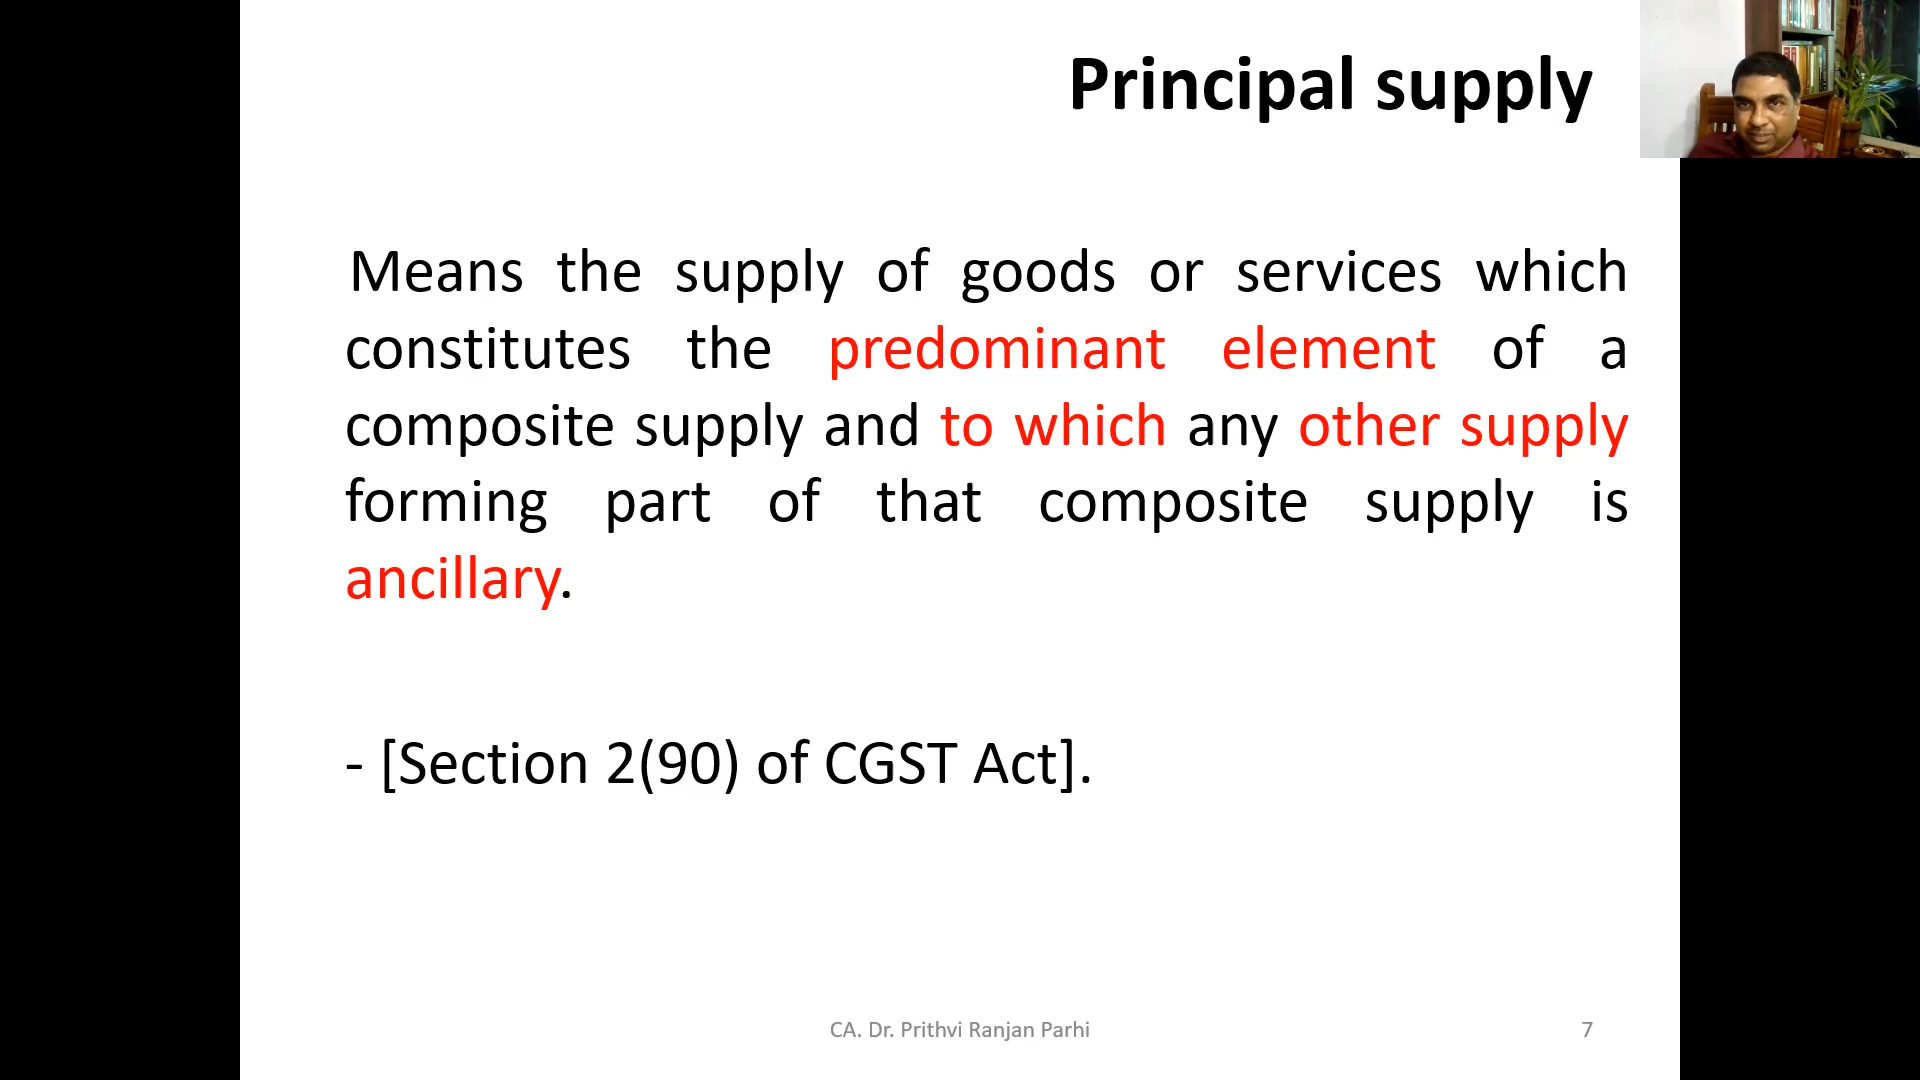 Principal supply
Means the supply of goods or services which
constitutes the predominant element of a
composite supply and to which any other supply
forming part of that composite supply is
ancillary.
- [Section 2(90) of CGST Act].
CA. Dr. Prithvi Ranjan Parhi
7